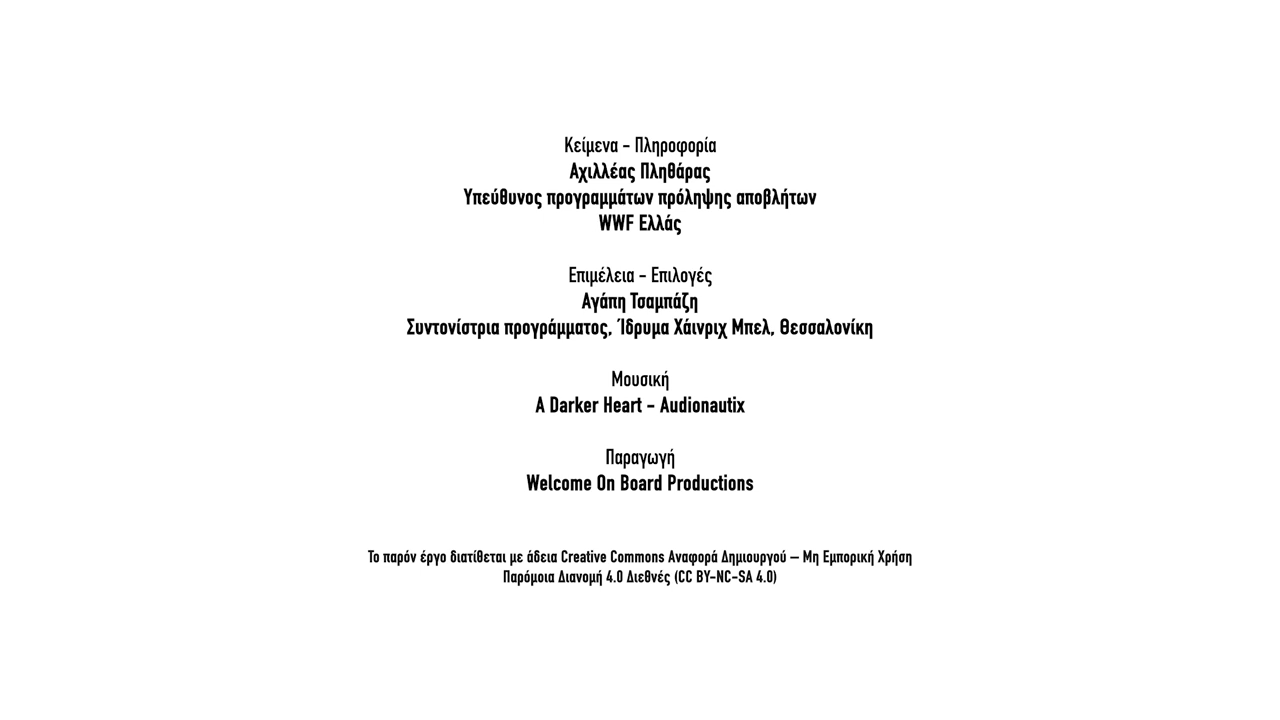 Κείμενα - Πληροφορία
Αχιλλέας Πληθάρας
Υπεύθυνος προγραμμάτων πρόληψης αποβλήτων
WWF Ελλάς
Επιμέλεια - Επιλογές
Αγάπη Τσαμπάζη
Συντονίστρια προγράμματος, Ίδρυμα Χάινριχ Μπελ, Θεσσαλονίκη
Μουσική
A Darker Heart - Audionautix
Παραγωγή
Welcome On Board Productions
Το παρόν έργο διατίθεται με άδεια Creative Commons Αναφορά Δημιουργού – Μη Εμπορική Χρήση
Παρόμοια Διανομή 4.0 Διεθνές (CC BY-NC-SA 4.0)